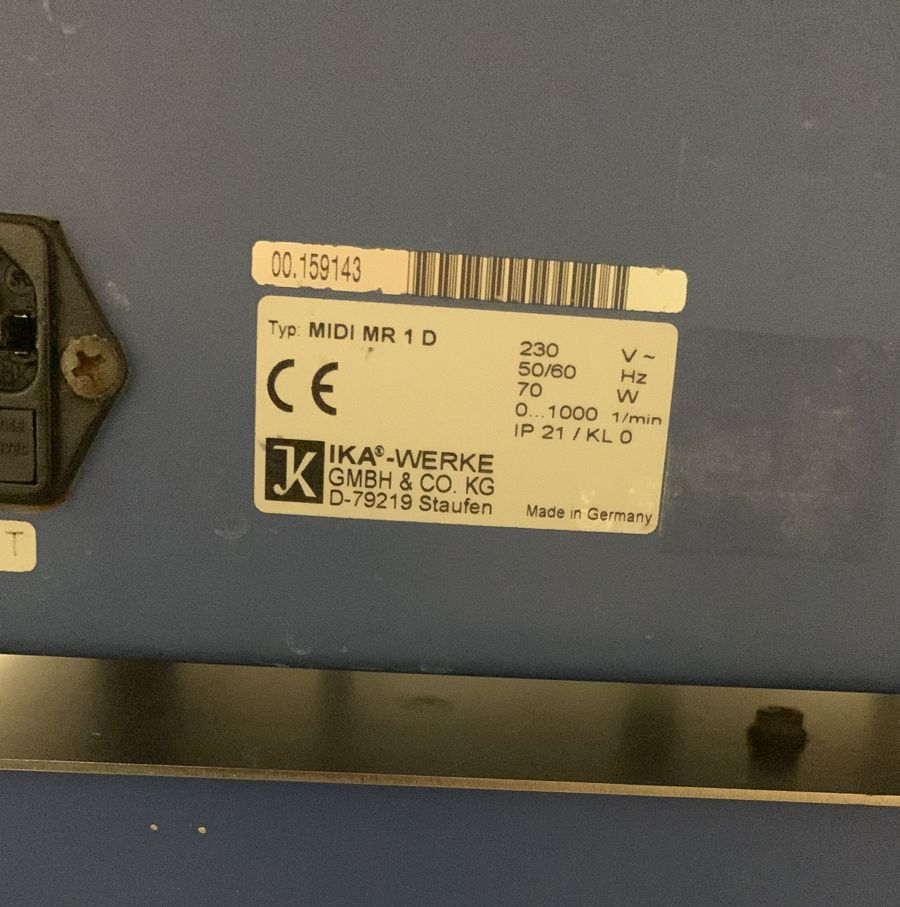 00.159143
Typ: MIDI MR 1 D
230 V ~
50/60 Hz
70 W
0...1000 1/min
IP 21 / KL 0
CE
IKA®-WERKE
GMBH & CO. KG
D-79219 Staufen
Made in Germany
T